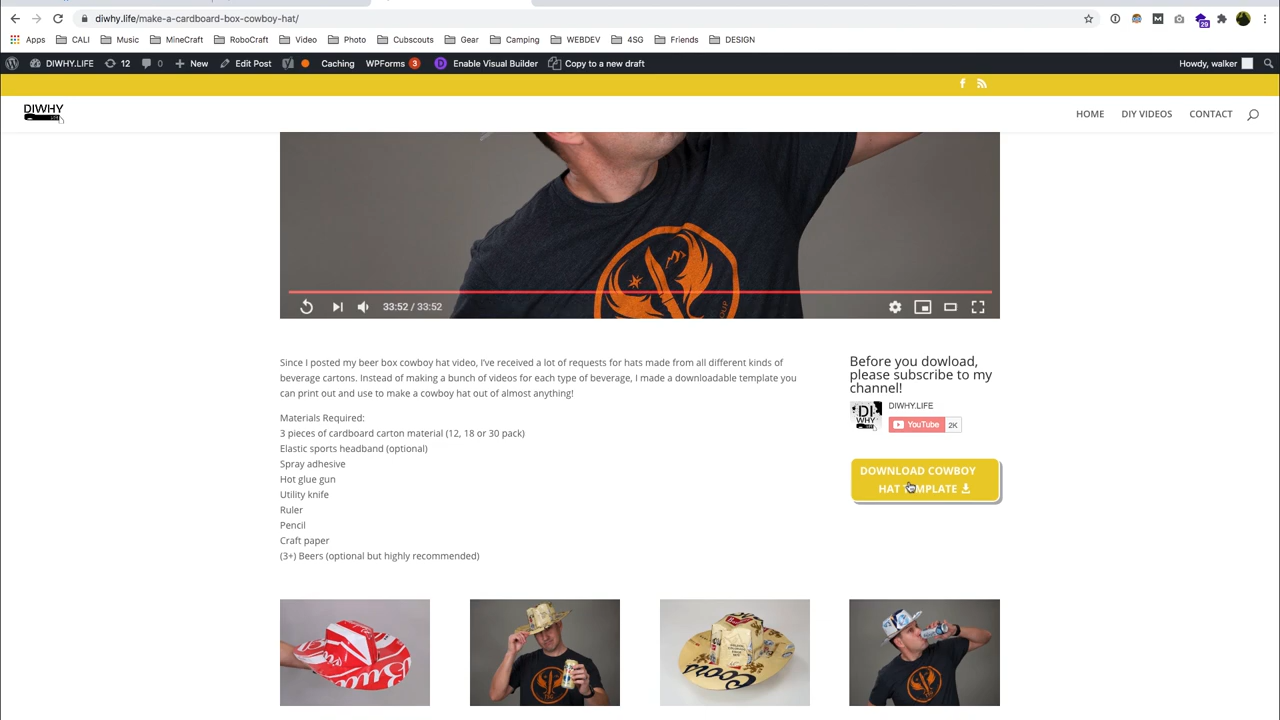 diwhy.life/make-a-cardboard-box-cowboy-hat/
29
Apps CALI Music MineCraft RoboCraft Video Photo Cubscouts Gear Camping WEBDEV 4SG Friends DESIGN
DIWHY.LIFE 12 0 New Edit Post Caching WPForms 3 Enable Visual Builder Copy to a new draft Howdy, walker
DIWHY
HOME DIY VIDEOS CONTACT
33:52 / 33:52
Since I posted my beer box cowboy hat video, I've received a lot of requests for hats made from all different kinds of
beverage cartons. Instead of making a bunch of videos for each type of beverage, I made a downloadable template you
can print out and use to make a cowboy hat out of almost anything!
Materials Required:
3 pieces of cardboard carton material (12, 18 or 30 pack)
Elastic sports headband (optional)
Spray adhesive
Hot glue gun
Utility knife
Ruler
Pencil
Craft paper
(3+) Beers (optional but highly recommended)
Before you dowload,
please subscribe to my
channel!
DI
WHY
DIWHY.LIFE
YouTube 2K
DOWNLOAD COWBOY
HAT TEMPLATE
Coors